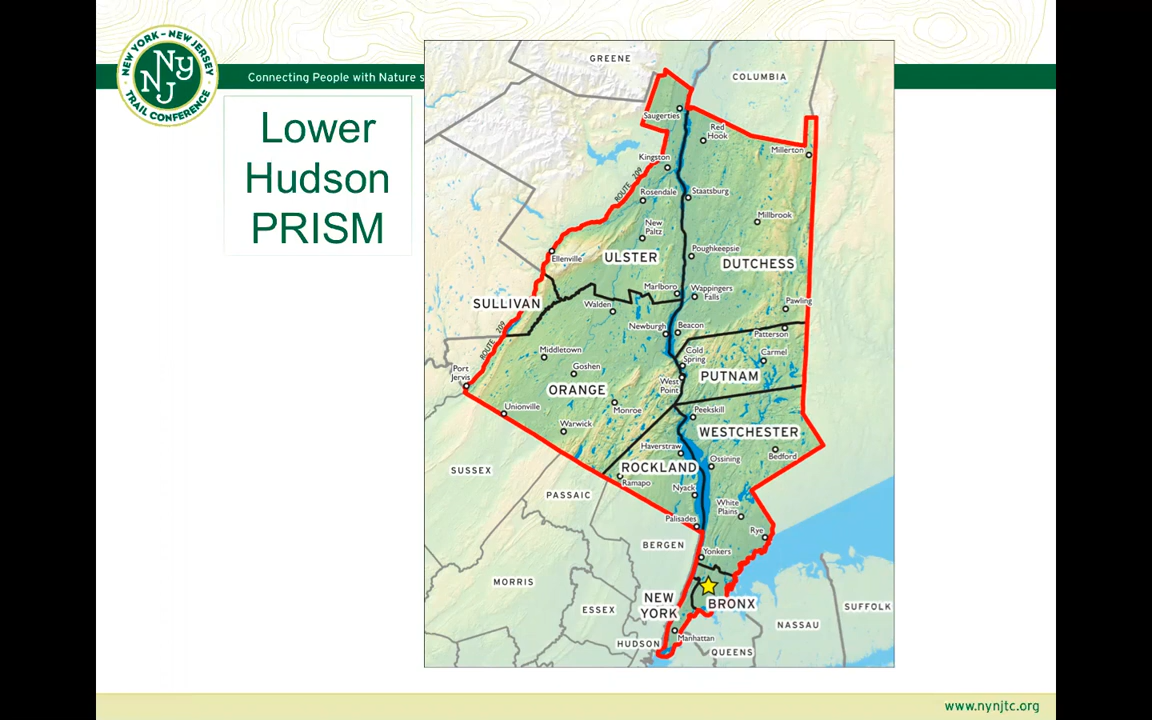 NEW YORK - NEW JERSEY
NY
NJ
TRAIL CONFERENCE
Connecting People with Nature s
Lower
Hudson
PRISM
GREENE
COLUMBIA
Saugerties
Red
Hook
Millerton
Kingston
ROUTE 209
Rosendale
Staatsburg
New
Paltz
Millbrook
Ellenville
ULSTER
Poughkeepsie
DUTCHESS
Marlboro
Wappingers
Falls
SULLIVAN
Walden
Pawling
Newburgh
Beacon
Patterson
ROUTE 209
Middletown
Cold
Spring
Carmel
Port
Jervis
Goshen
West
Point
PUTNAM
ORANGE
Unionville
Monroe
Peekskill
Warwick
WESTCHESTER
Haverstraw
Ossining
Bedford
SUSSEX
ROCKLAND
Ramapo
Nyack
PASSAIC
White
Plains
Palisades
Rye
BERGEN
Yonkers
MORRIS
NEW
YORK
BRONX
ESSEX
SUFFOLK
NASSAU
Manhattan
HUDSON
QUEENS
www.nynjtc.org